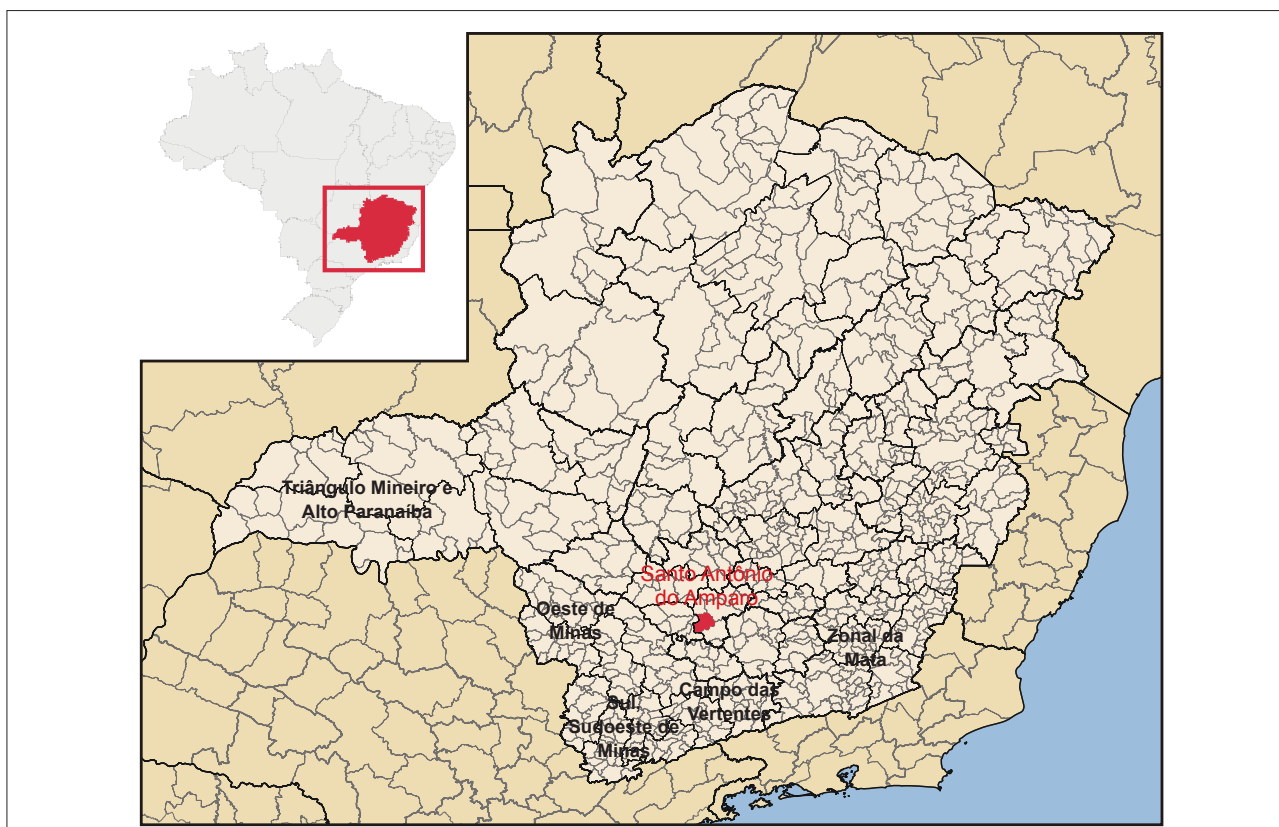 Triângulo Mineiro e
Alto Paranaiba
Santo Antônio
do Amparo
Oeste de
Minas
Zonal da
Mata
Campo das
Vertentes
Sul,
Sudoeste de
Minas